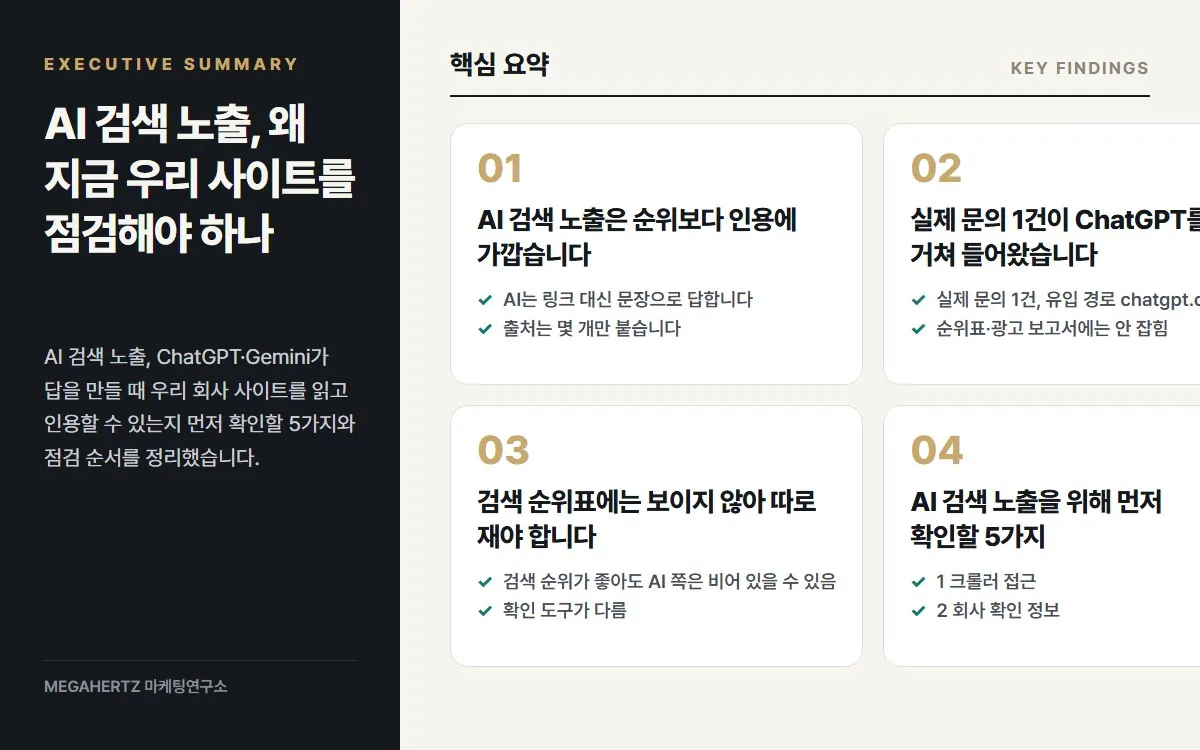 EXECUTIVE SUMMARY
AI 검색 노출, 왜
지금 우리 사이트를
점검해야 하나
AI 검색 노출, ChatGPT·Gemini가
답을 만들 때 우리 회사 사이트를 읽고
인용할 수 있는지 먼저 확인할 5가지와
점검 순서를 정리했습니다.
MEGAHERTZ 마케팅연구소
핵심 요약
KEY FINDINGS
01
AI 검색 노출은 순위보다 인용에
가깝습니다
AI는 링크 대신 문장으로 답합니다
출처는 몇 개만 붙습니다
02
실제 문의 1건이 ChatGPT를
거쳐 들어왔습니다
실제 문의 1건, 유입 경로
순위표·광고 보고서에는 안 잡힘
03
검색 순위표에는 보이지 않아 따로
재야 합니다
검색 순위가 좋아도 AI 쪽은 비어 있을 수 있음
확인 도구가 다름
04
AI 검색 노출을 위해 먼저
확인할 5가지
1 크롤러 접근
2 회사 확인 정보